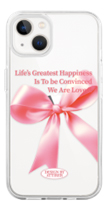 Life's Greatest Happiness
Is To be Convinced
We Are Loved